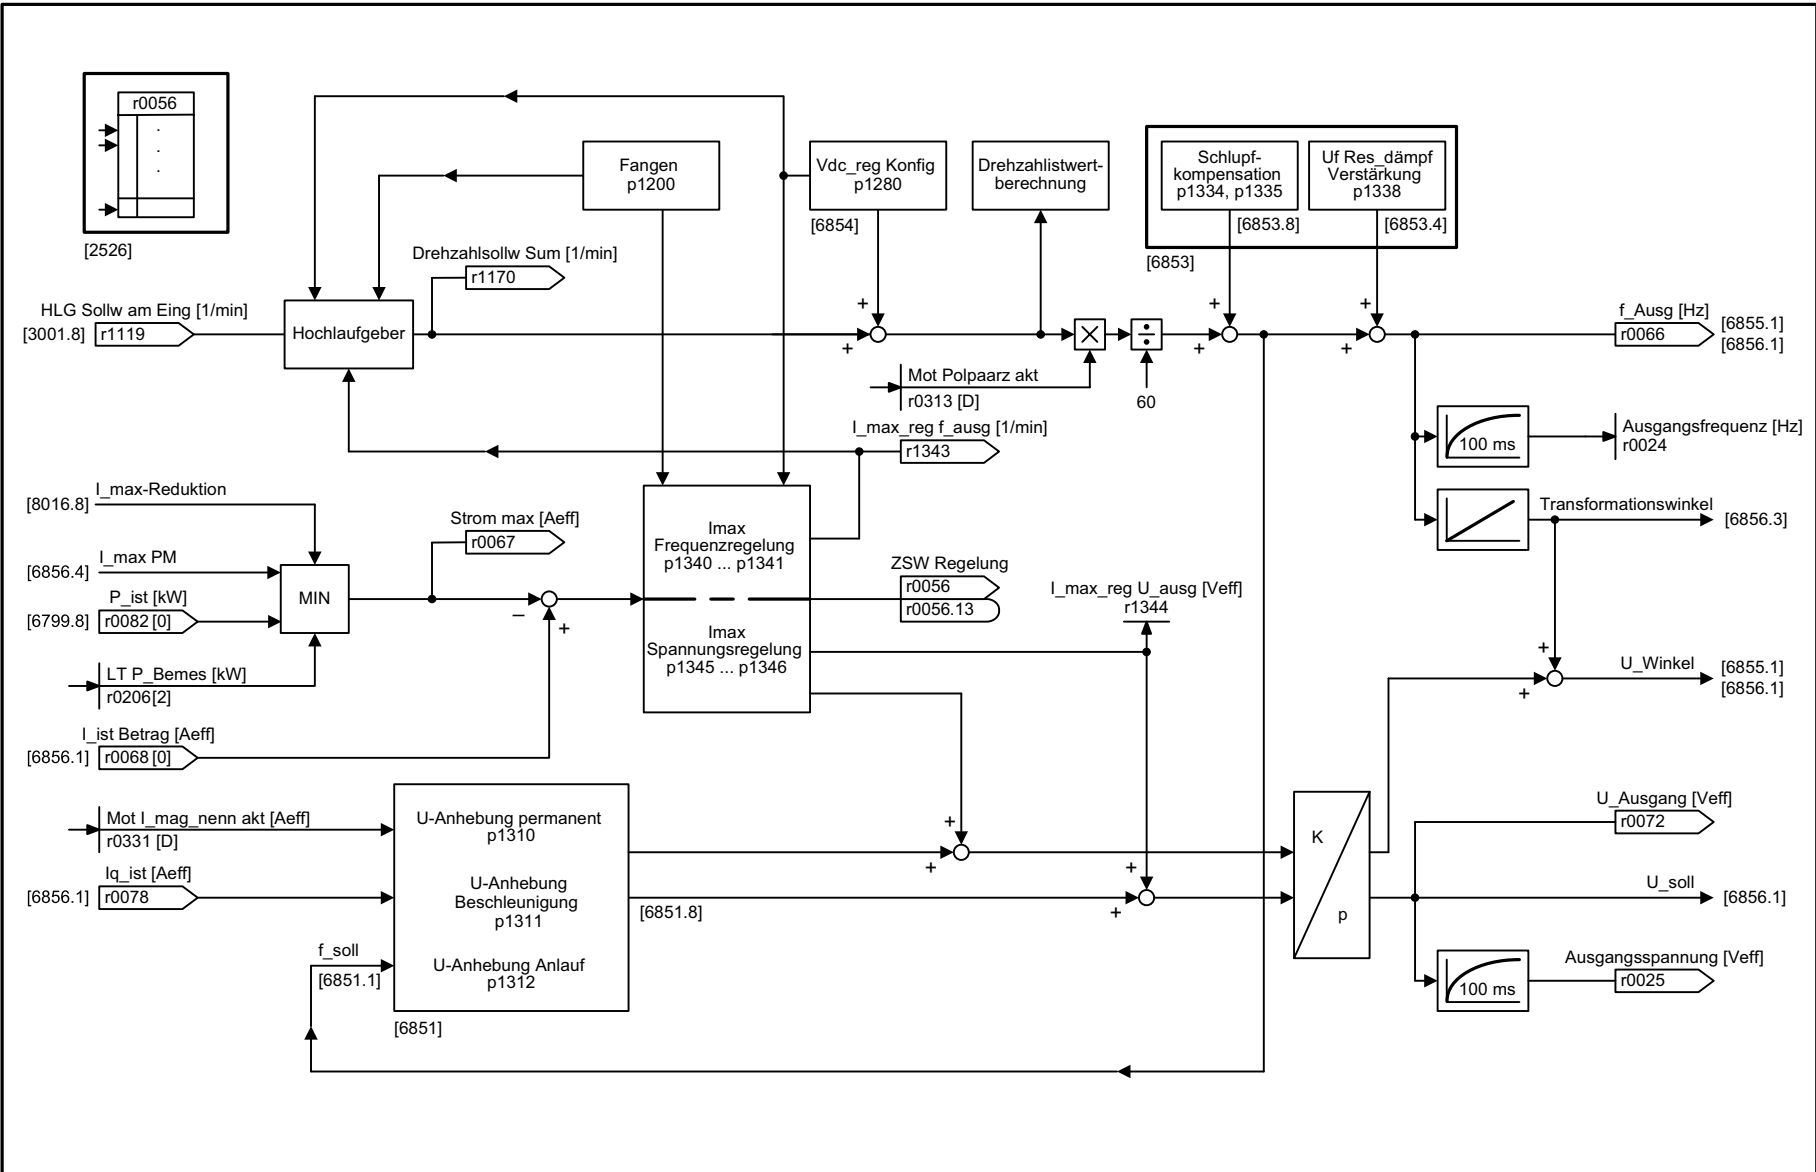 r0056
[2526]
Fangen
p1200
Vdc_reg Konfig
p1280
[6854]
Drehzahlistwert-
berechnung
Schlupf-
kompensation
p1334, p1335
[6853.8]
Uf Res_dämpf
Verstärkung
p1338
[6853.4]
[6853]
Drehzahlsollw Sum [1/min]
r1170
HLG Sollw am Eing [1/min]
[3001.8]
r1119
Hochlaufgeber
+
+
+
+
+
+
f_Ausg [Hz]
r0066
[6855.1]
[6856.1]
Mot Polpaarz akt
r0313 [D]
60
I_max_reg f_ausg [1/min]
r1343
100 ms
Ausgangsfrequenz [Hz]
r0024
Transformationswinkel
[6856.3]
I_max-Reduktion
[8016.8]
I_max PM
[6856.4]
P_ist [kW]
[6799.8]
r0082 [0]
MIN
LT P_Bemes [kW]
r0206[2]
Strom max [Aeff]
r0067
–
+
Imax
Frequenzregelung
p1340 ... p1341
Imax
Spannungsregelung
p1345 ... p1346
ZSW Regelung
r0056
r0056.13
I_max_reg U_ausg [Veff]
r1344
+
+
U_Winkel
[6855.1]
[6856.1]
I_ist Betrag [Aeff]
[6856.1]
r0068 [0]
Mot I_mag_nenn akt [Aeff]
r0331 [D]
Iq_ist [Aeff]
[6856.1]
r0078
f_soll
[6851.1]
U-Anhebung permanent
p1310
U-Anhebung
Beschleunigung
p1311
U-Anhebung Anlauf
p1312
[6851]
[6851.8]
+
+
+
+
K
p
U_Ausgang [Veff]
r0072
U_soll
[6856.1]
100 ms
Ausgangsspannung [Veff]
r0025